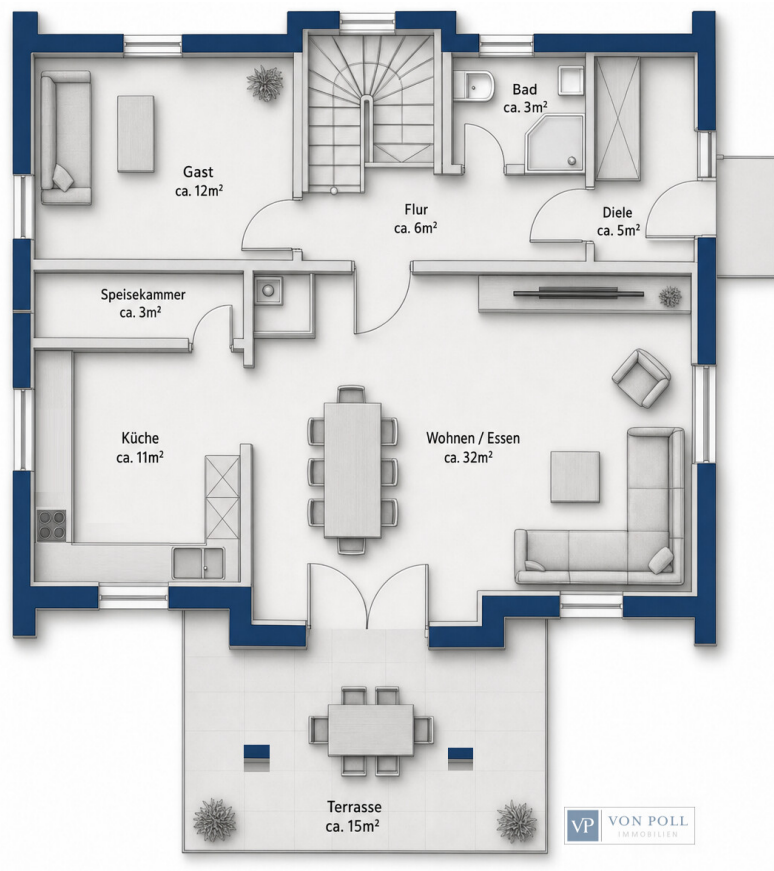 Bad
ca. 3m²
Gast
ca. 12m²
Flur
ca. 6m²
Diele
ca. 5m²
Speisekammer
ca. 3m²
Küche
ca. 11m²
Wohnen / Essen
ca. 32m²
Terrasse
ca. 15m²
VP VON POLL
IMMOBILIEN